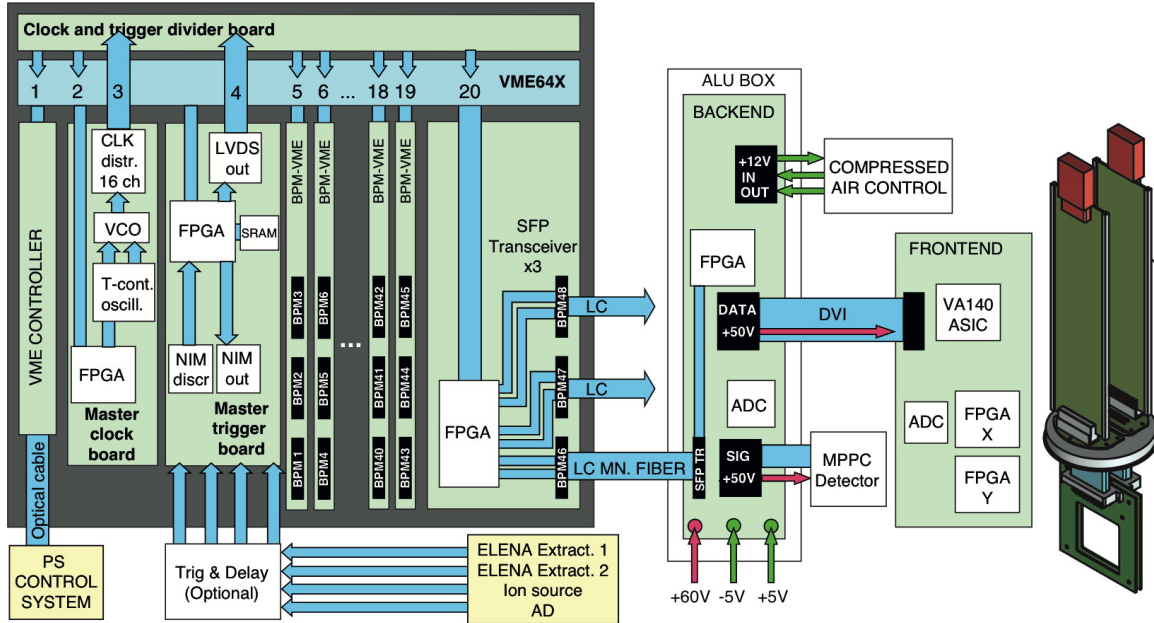 Clock and trigger divider board
VME64X
1
2
3
4
5
6
...
18
19
20
VME CONTROLLER
CLK
distr.
16 ch
VCO
T-cont.
oscill.
FPGA
Master
clock
board
LVDS
out
FPGA
SRAM
NIM
discr
NIM
out
Master
trigger
board
BPM-VME
BPM3
BPM2
BPM 1
BPM-VME
BPM6
BPM5
BPM4
...
BPM-VME
BPM42
BPM41
BPM40
BPM-VME
BPM45
BPM44
BPM43
SFP
Transceiver
x3
FPGA
BPM48
BPM47
BPM46
LC
LC
LC MN. FIBER
Optical cable
PS
CONTROL
SYSTEM
Trig & Delay
(Optional)
ELENA Extract. 1
ELENA Extract. 2
Ion source
AD
ALU BOX
BACKEND
+12V
IN
OUT
COMPRESSED
AIR CONTROL
FPGA
DATA
+50V
DVI
ADC
SFP TR
SIG
+50V
MPPC
Detector
+60V
-5V
+5V
FRONTEND
VA140
ASIC
ADC
FPGA
X
FPGA
Y